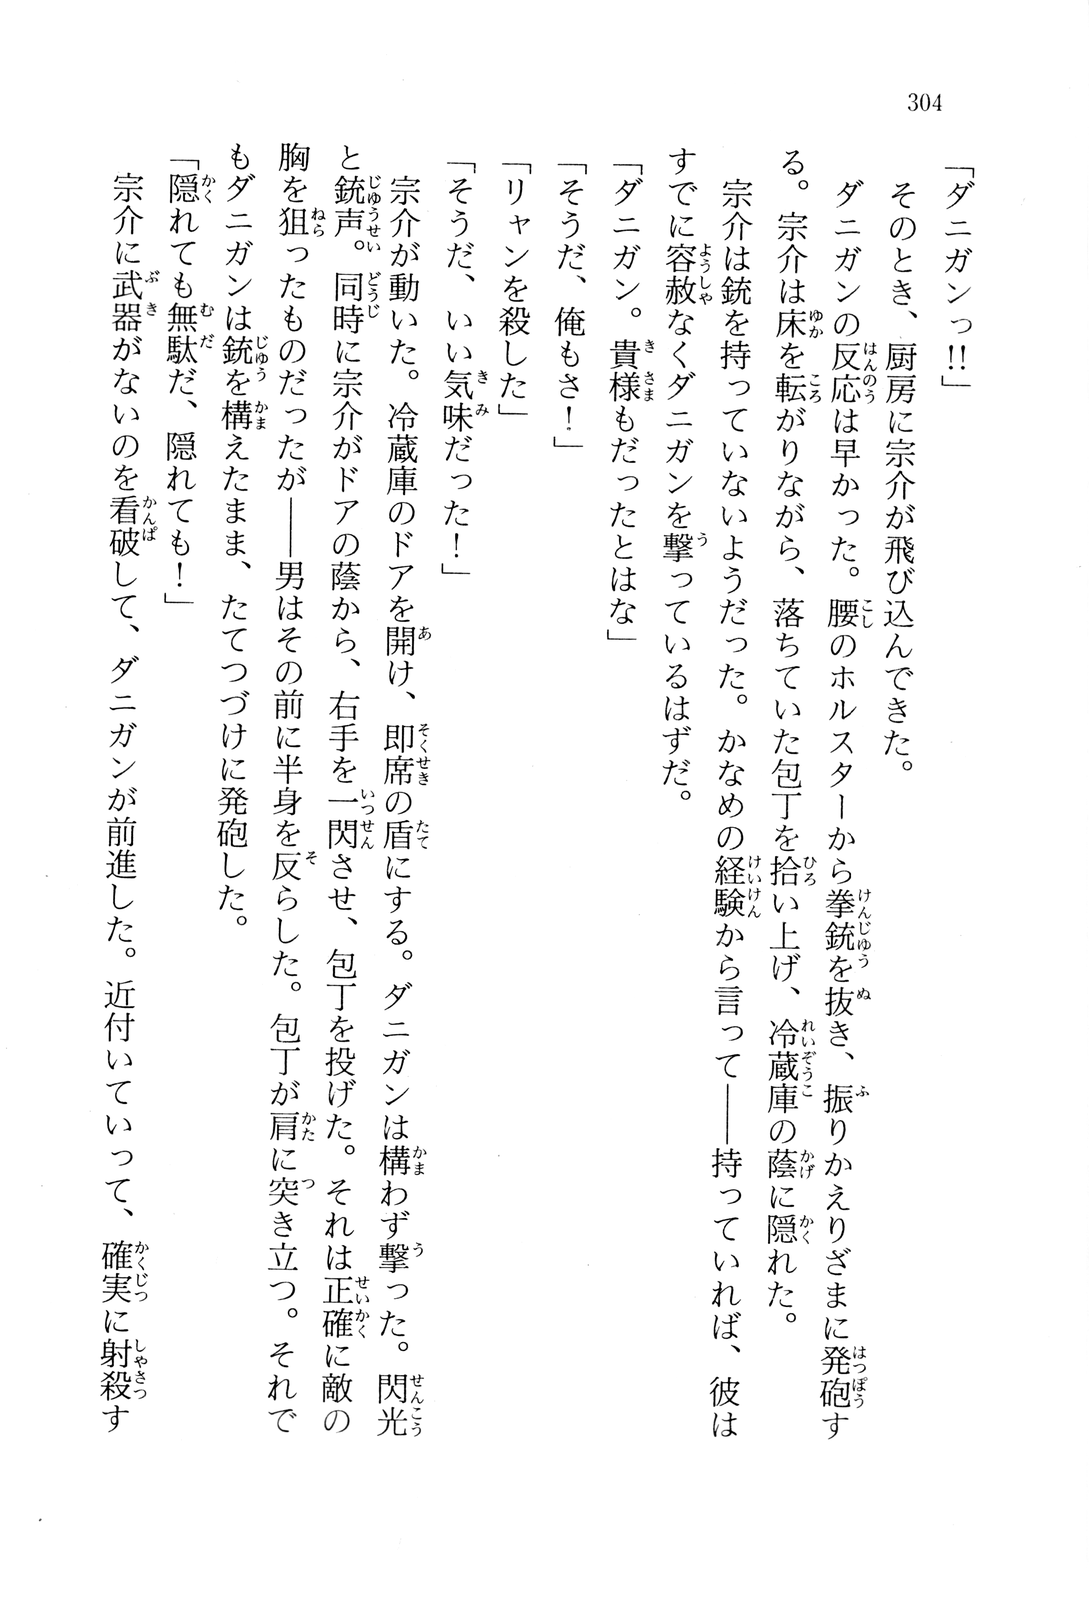 304
「ダニガンっ!!」
　そのとき、厨房に宗介が飛び込んできた。
　ダニガンの反応は早かった。腰のホルスターから拳銃を抜き、振りかえりざまに発砲す
る。宗介は床を転がりながら、落ちていた包丁を拾い上げ、冷蔵庫の蔭に隠れた。
　宗介は銃を持っていないようだった。かなめの経験から言って――持っていれば、彼は
すでに容赦なくダニガンを撃っているはずだ。
「ダニガン。貴様もだったとはな」
「そうだ、俺もさ！」
「リャンを殺した」
「そうだ、いい気味だった！」
　宗介が動いた。冷蔵庫のドアを開け、即席の盾にする。ダニガンは構わず撃った。閃光
と銃声。同時に宗介がドアの蔭から、右手を一閃させ、包丁を投げた。それは正確に敵の
胸を狙ったものだったが――男はその前に半身を反らした。包丁が肩に突き立つ。それで
もダニガンは銃を構えたまま、たてつづけに発砲した。
「隠れても無駄だ、隠れても！」
　宗介に武器がないのを看破して、ダニガンが前進した。近付いていって、確実に射殺す